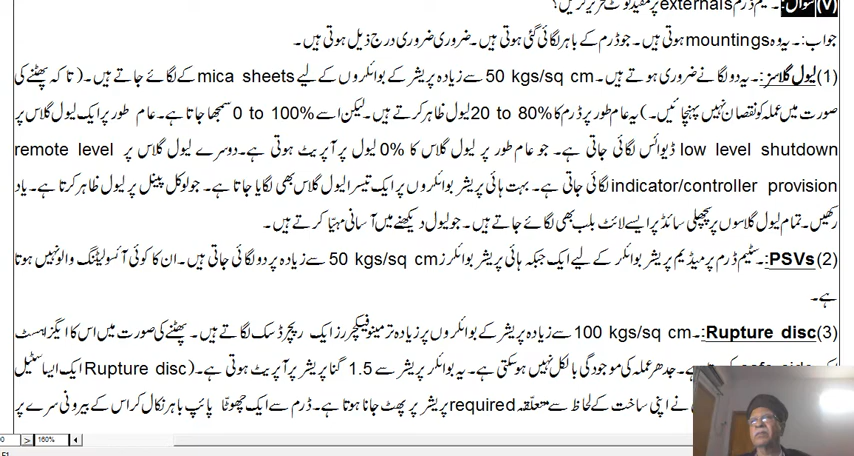 (V) سوال:۔ سٹیم ڈرم externals پر مفید نوٹ تحریر کریں؟
جواب:۔ یہ وہ mountings ہوتی ہیں۔ جو ڈرم کے باہر لگائی گئی ہوتی ہیں۔ ضروری ضروری درج ذیل ہوتی ہیں۔
(1) لیول گلاسز:۔ یہ دو لگانے ضروری ہوتے ہیں۔ 50 kgs/sq cm سے زیادہ پریشر کے بوائلروں کے لیے mica sheets کے لگائے جاتے ہیں۔ (تاکہ پھٹنے کی
صورت میں عملہ کو نقصان نہیں پہنچائیں۔) یہ عام طور پر ڈرم کا 20 to 80% لیول ظاہر کرتے ہیں۔ لیکن اسے 0 to 100% سمجھا جاتا ہے۔ عام طور پر ایک لیول گلاس پر
low level shutdown ڈیوائس لگائی جاتی ہے۔ جو عام طور پر لیول گلاس کا 0% لیول پر آپریٹ ہوتی ہے۔ دوسرے لیول گلاس پر remote level
indicator/controller provision لگائی جاتی ہے۔ بہت ہائی پریشر بوائلروں پر ایک تیسرا لیول گلاس بھی لگایا جاتا ہے۔ جو لوکل پینل پر لیول ظاہر کرتا ہے۔ یاد
رکھیں۔ تمام لیول گلاسوں پر پچھلی سائڈ پر ایسے لائٹ بلب بھی لگائے جاتے ہیں۔ جو لیول دیکھنے میں آسانی مہیّا کرتے ہیں۔
(2) PSVs:۔ سٹیم ڈرم پر میڈیم پریشر بوائلر کے لیے ایک جبکہ ہائی پریشر بوائلرز 50 kgs/sq cm سے زیادہ پر دو لگائی جاتی ہیں۔ ان کا کوئی آئسولیٹنگ والو نہیں ہوتا
ہے۔
(3) Rupture disc:۔ 100 kgs/sq cm سے زیادہ پریشر کے بوائلروں پر زیادہ تر مینوفیکچررز ایک رپچر ڈسک لگاتے ہیں۔ پھٹنے کی صورت میں اس کا ایگزاسٹ
ہے۔ جدھر عملہ کی موجودگی بالکل نہیں ہو سکتی ہے۔ یہ بوائلر پریشر سے 1.5 گنا پریشر پر آپریٹ ہوتی ہے۔ (Rupture disc ایک ایسا سٹیل
نے اپنی ساخت کے لحاظ سے متعلّقہ required پریشر پر پھٹ جانا ہوتا ہے۔ ڈرم سے ایک چھوٹا پائپ باہر نکال کر اس کے بیرونی سرے پر
160%